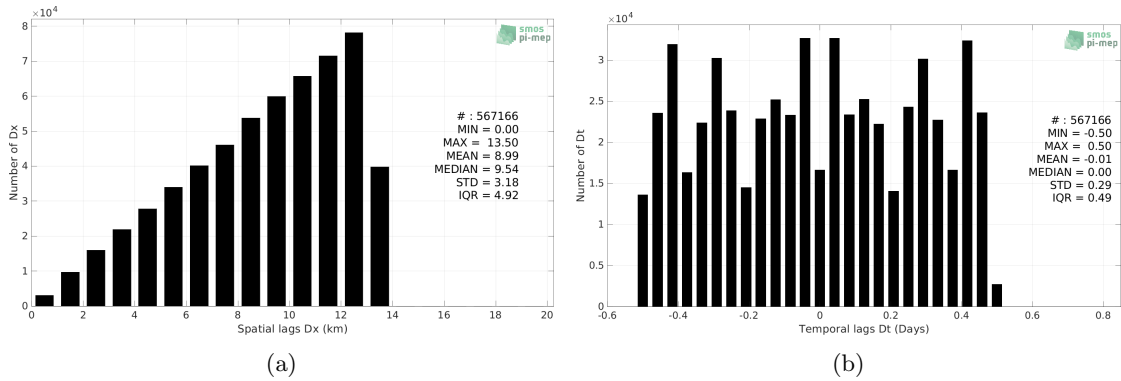 ×10⁴
8
7
6
5
4
3
2
1
0
Number of Dx
smos
pi-mep
# : 567166
MIN = 0.00
MAX = 13.50
MEAN = 8.99
MEDIAN = 9.54
STD = 3.18
IQR = 4.92
0 2 4 6 8 10 12 14 16 18 20
Spatial lags Dx (km)
(a)
×10⁴
3
2.5
2
1.5
1
0.5
0
Number of Dt
smos
pi-mep
# : 567166
MIN = -0.50
MAX = 0.50
MEAN = -0.01
MEDIAN = 0.00
STD = 0.29
IQR = 0.49
-0.6 -0.4 -0.2 0 0.2 0.4 0.6 0.8
Temporal lags Dt (Days)
(b)